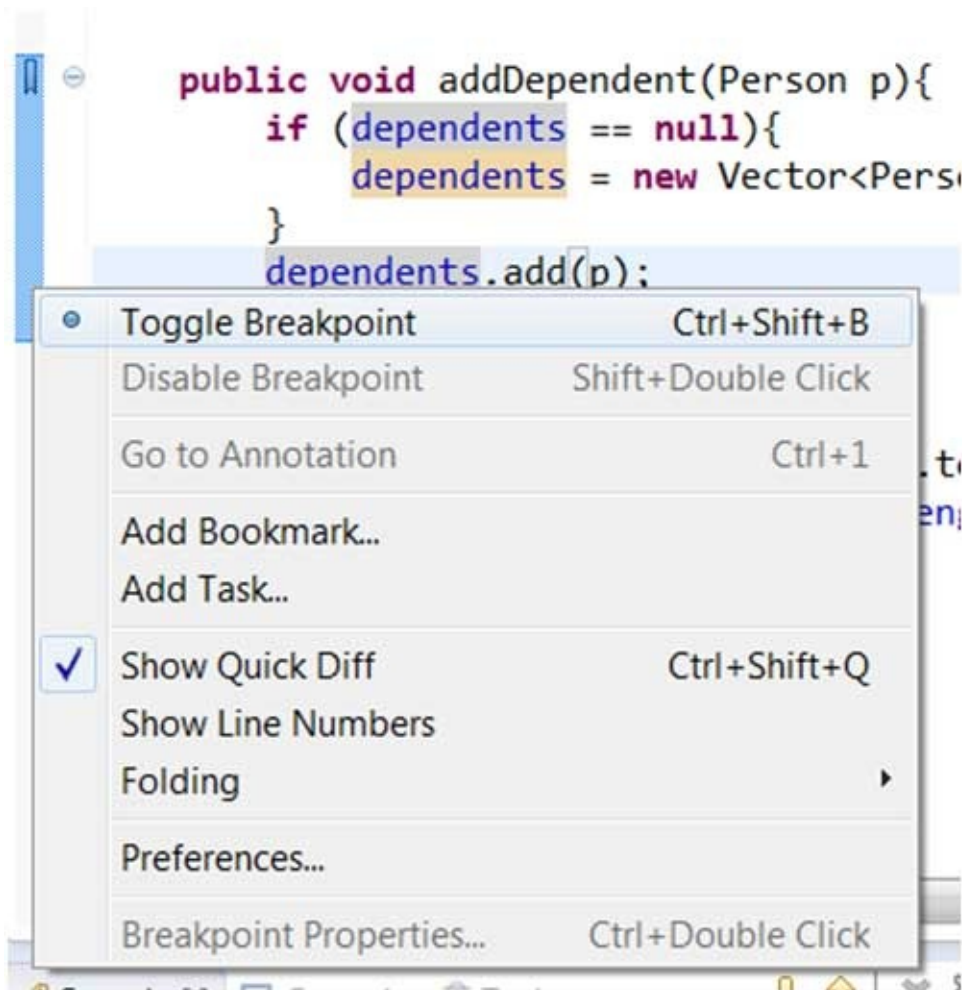 public void addDependent(Person p){
if (dependents == null){
dependents = new Vector<Pers
}
dependents.add(p);
Toggle Breakpoint Ctrl+Shift+B
Disable Breakpoint Shift+Double Click
Go to Annotation Ctrl+1
Add Bookmark...
Add Task...
Show Quick Diff Ctrl+Shift+Q
Show Line Numbers
Folding
Preferences...
Breakpoint Properties... Ctrl+Double Click